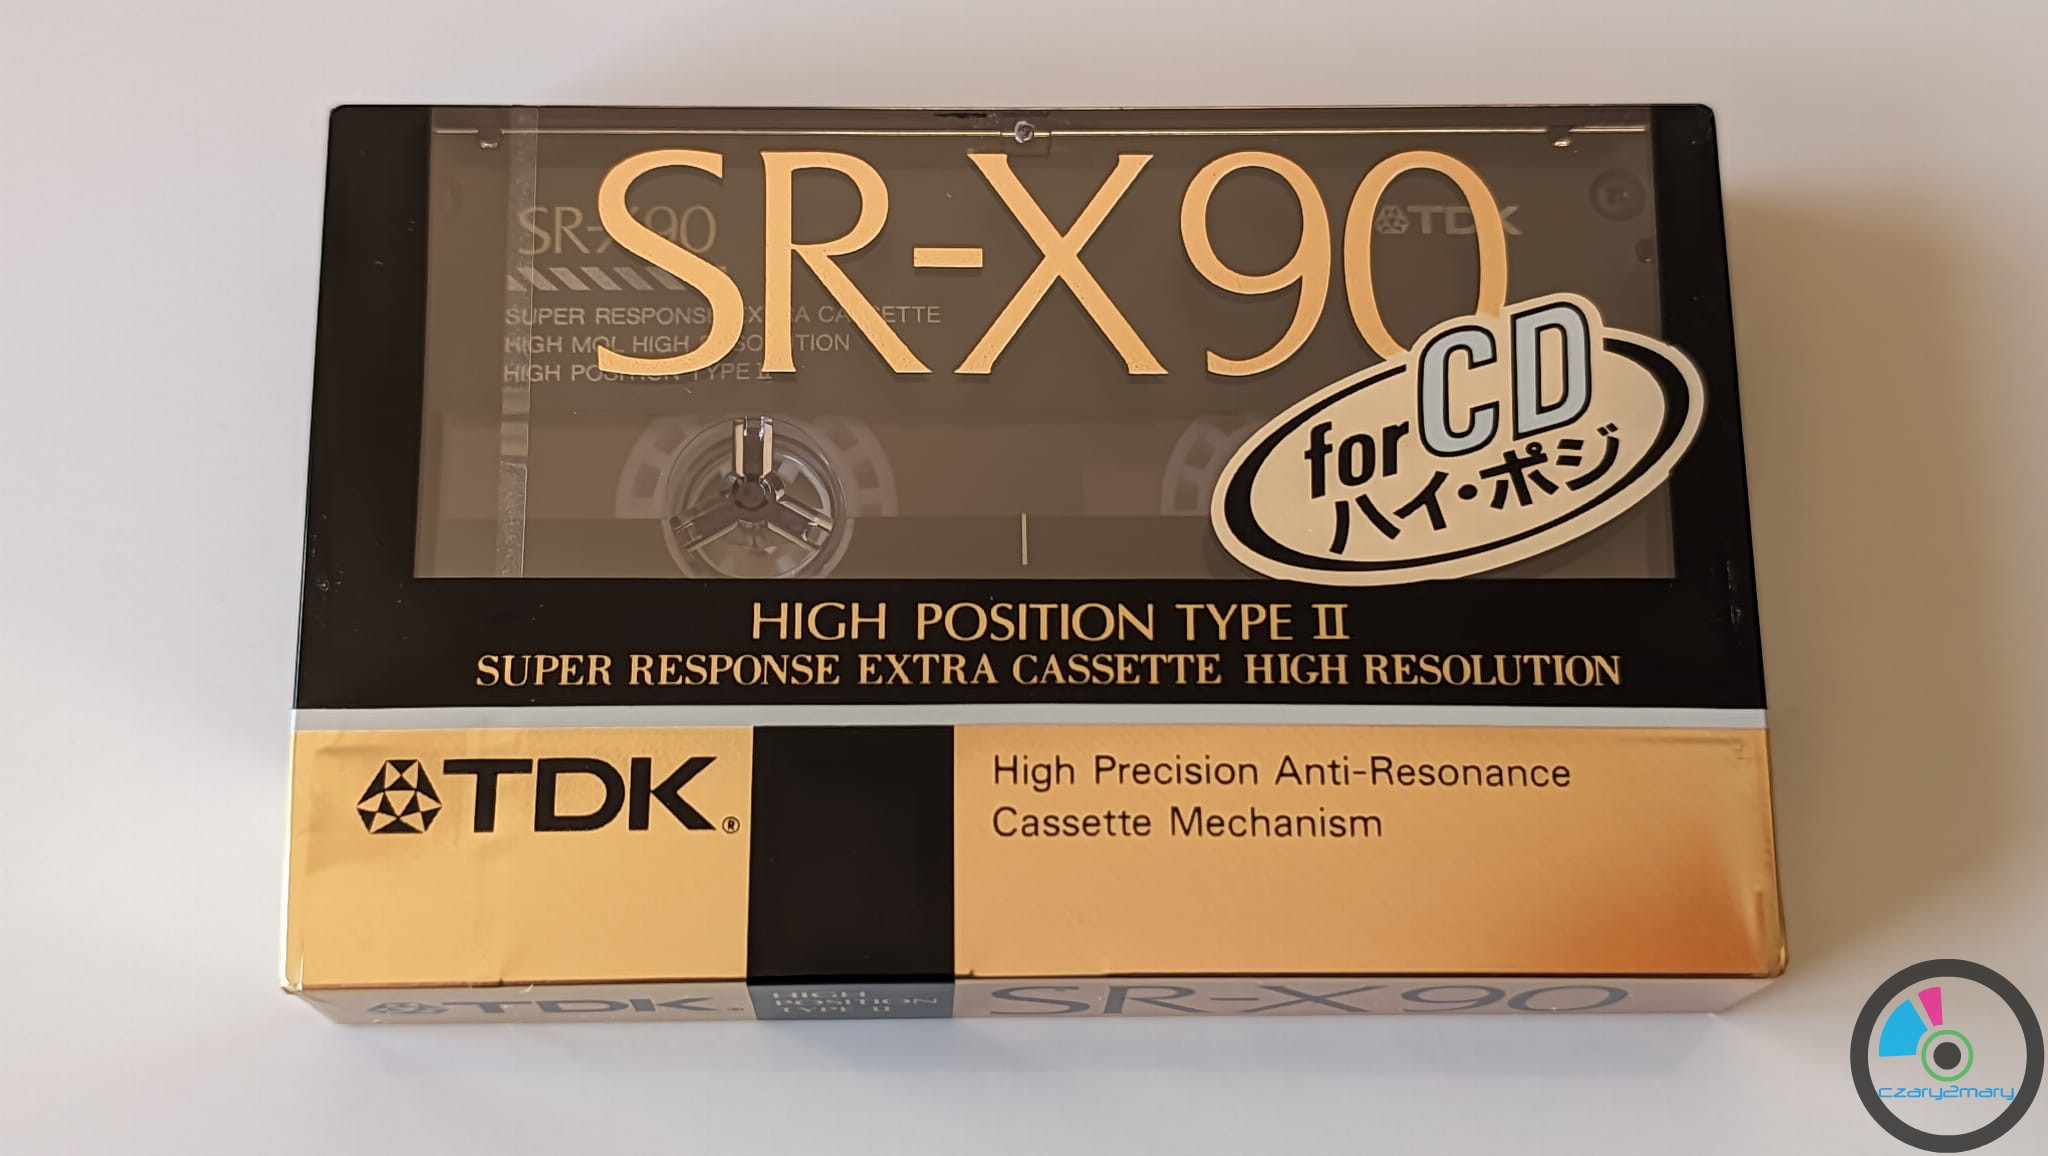 SR-X90
SR-X90
TDK
SUPER RESPONSE EXTRA CASSETTE
HIGH MOL HIGH RESOLUTION
HIGH POSITION TYPE II
for CD
ハイ・ポジ
HIGH POSITION TYPE II
SUPER RESPONSE EXTRA CASSETTE HIGH RESOLUTION
TDK®
High Precision Anti-Resonance
Cassette Mechanism
TDK
HIGH
POSITION
TYPE II
SR-X90
czary2mary